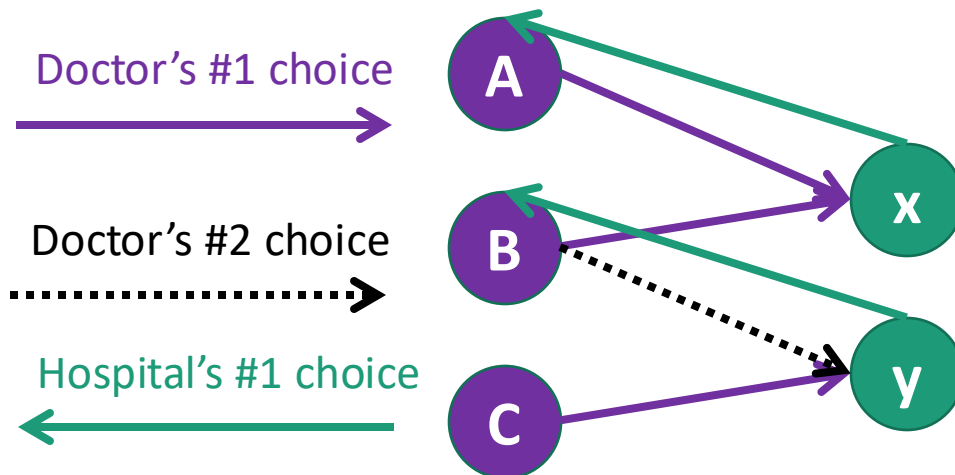 Doctor’s #1 choice
Doctor’s #2 choice
Hospital’s #1 choice
A
B
C
x
y